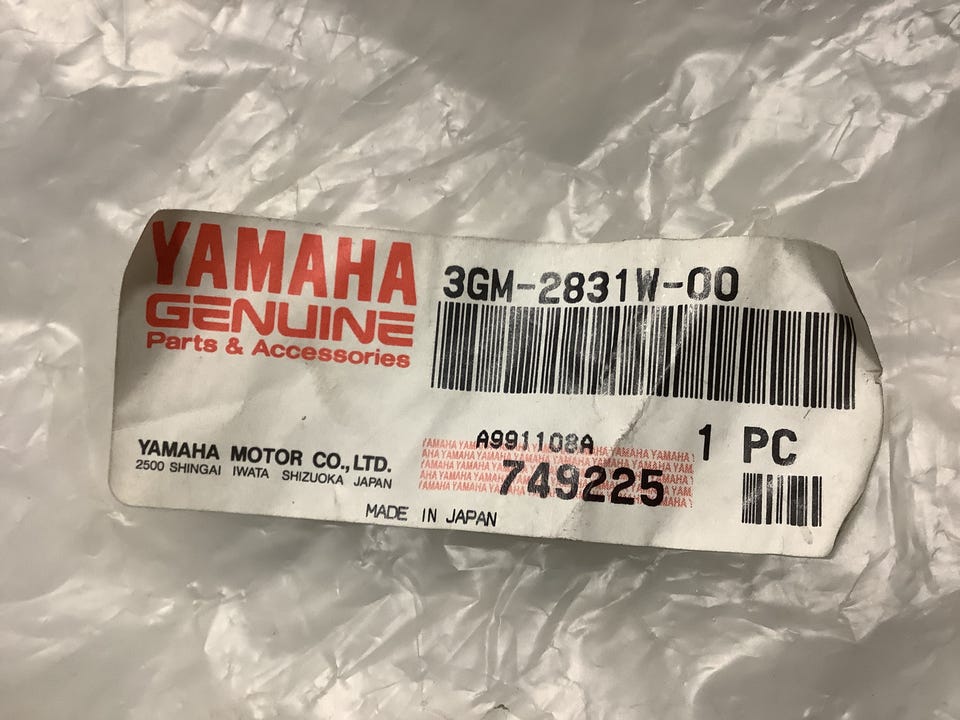 YAMAHA
GENUINE
Parts & Accessories
3GM-2831W-00
YAMAHA MOTOR CO.,LTD.
2500 SHINGAI IWATA SHIZUOKA JAPAN
MADE IN JAPAN
A991108A
749225
1 PC